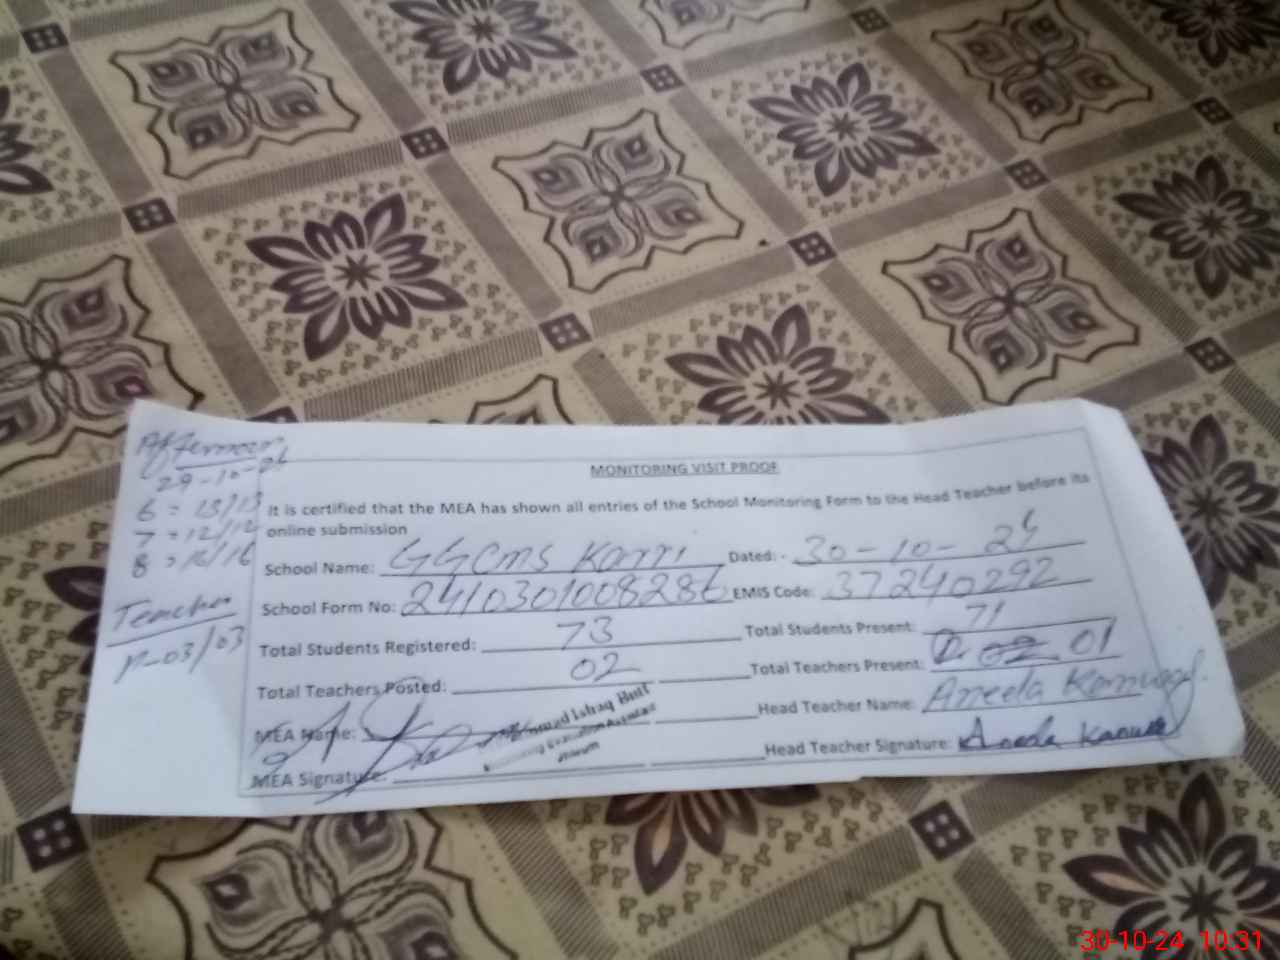 Afternoon
29-10-24
6 = 13/13
7 = 12/12
8 = 16/16
Teacher
P-03/03
MONITORING VISIT PROOF
It is certified that the MEA has shown all entries of the School Monitoring Form to the Head Teacher before its
online submission
School Name: GGCMS Karri Dated: - 30-10-24
School Form No: 2410301008286 EMIS Code: 37240292
Total Students Registered: 73 Total Students Present: 71
Total Teachers Posted: 02 Total Teachers Present: 01
MEA Name: Head Teacher Name: Aneela
Ishaq Butt
MEA Signature: Head Teacher Signature:
30-10-24 10:31